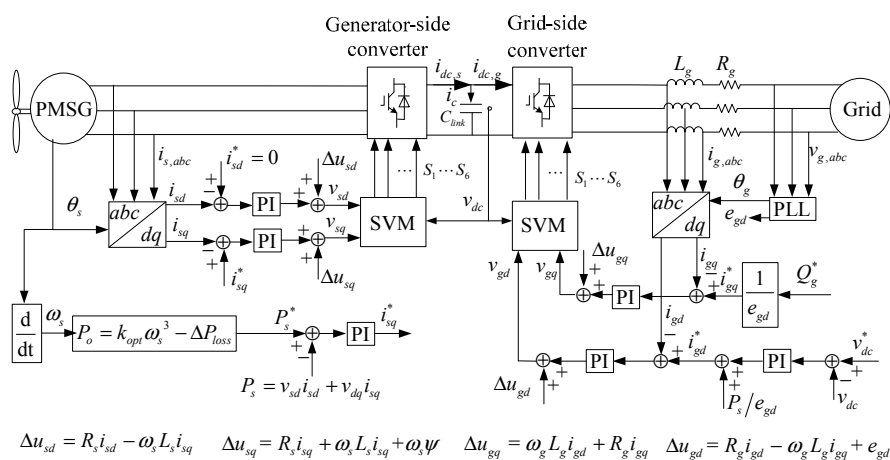 Generator-side converter
Grid-side converter
PMSG
i_{dc,s}
i_{dc,g}
i_c
C_{link}
L_g
R_g
Grid
i_{s,abc}
i_{sd}^* = 0
Δu_{sd}
... S_1 ... S_6
... S_1 ... S_6
i_{g,abc}
v_{g,abc}
θ_s
abc
dq
i_{sd}
−
+
PI
+
+
v_{sd}
SVM
v_{dc}
SVM
abc
dq
θ_g
e_{gd}
PLL
i_{sq}
−
+
PI
+
+
v_{sq}
i_{sq}^*
Δu_{sq}
v_{gd}
v_{gq}
Δu_{gq}
+
+
PI
i_{gq}
−
+
i_{gq}^*
1/e_{gd}
Q_g^*
d/dt
ω_s
P_o = k_{opt}ω_s^3 − ΔP_{loss}
P_s^*
+
−
PI
i_{sq}^*
P_s = v_{sd}i_{sd} + v_{dq}i_{sq}
i_{gd}
−
+
i_{gd}^*
Δu_{gd}
+
+
PI
+
+
P_s/e_{gd}
PI
v_{dc}^*
+
−
v_{dc}
Δu_{sd} = R_s i_{sd} − ω_s L_s i_{sq}
Δu_{sq} = R_s i_{sq} + ω_s L_s i_{sq} + ω_s ψ
Δu_{gq} = ω_g L_g i_{gd} + R_g i_{gq}
Δu_{gd} = R_g i_{gd} − ω_g L_g i_{gq} + e_{gd}